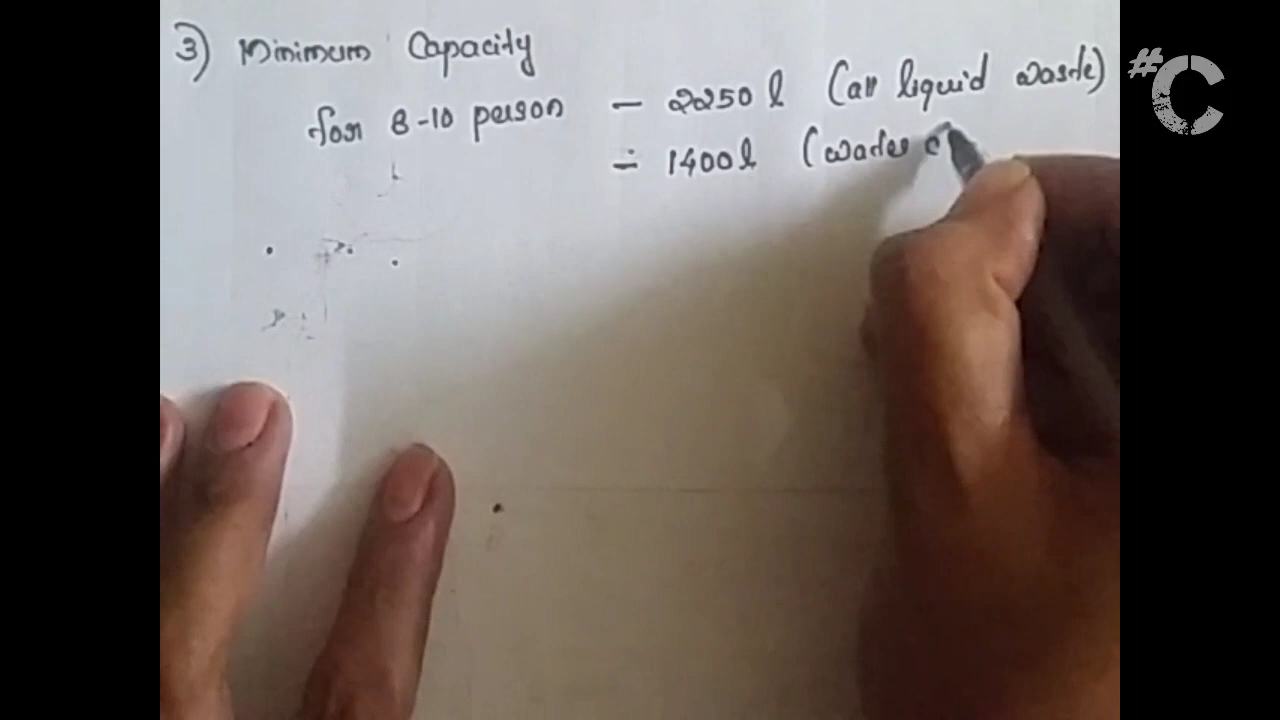 3) Minimum Capacity
for 8-10 person - 2250 l (all liquid waste)
- 1400 l (water c
#C